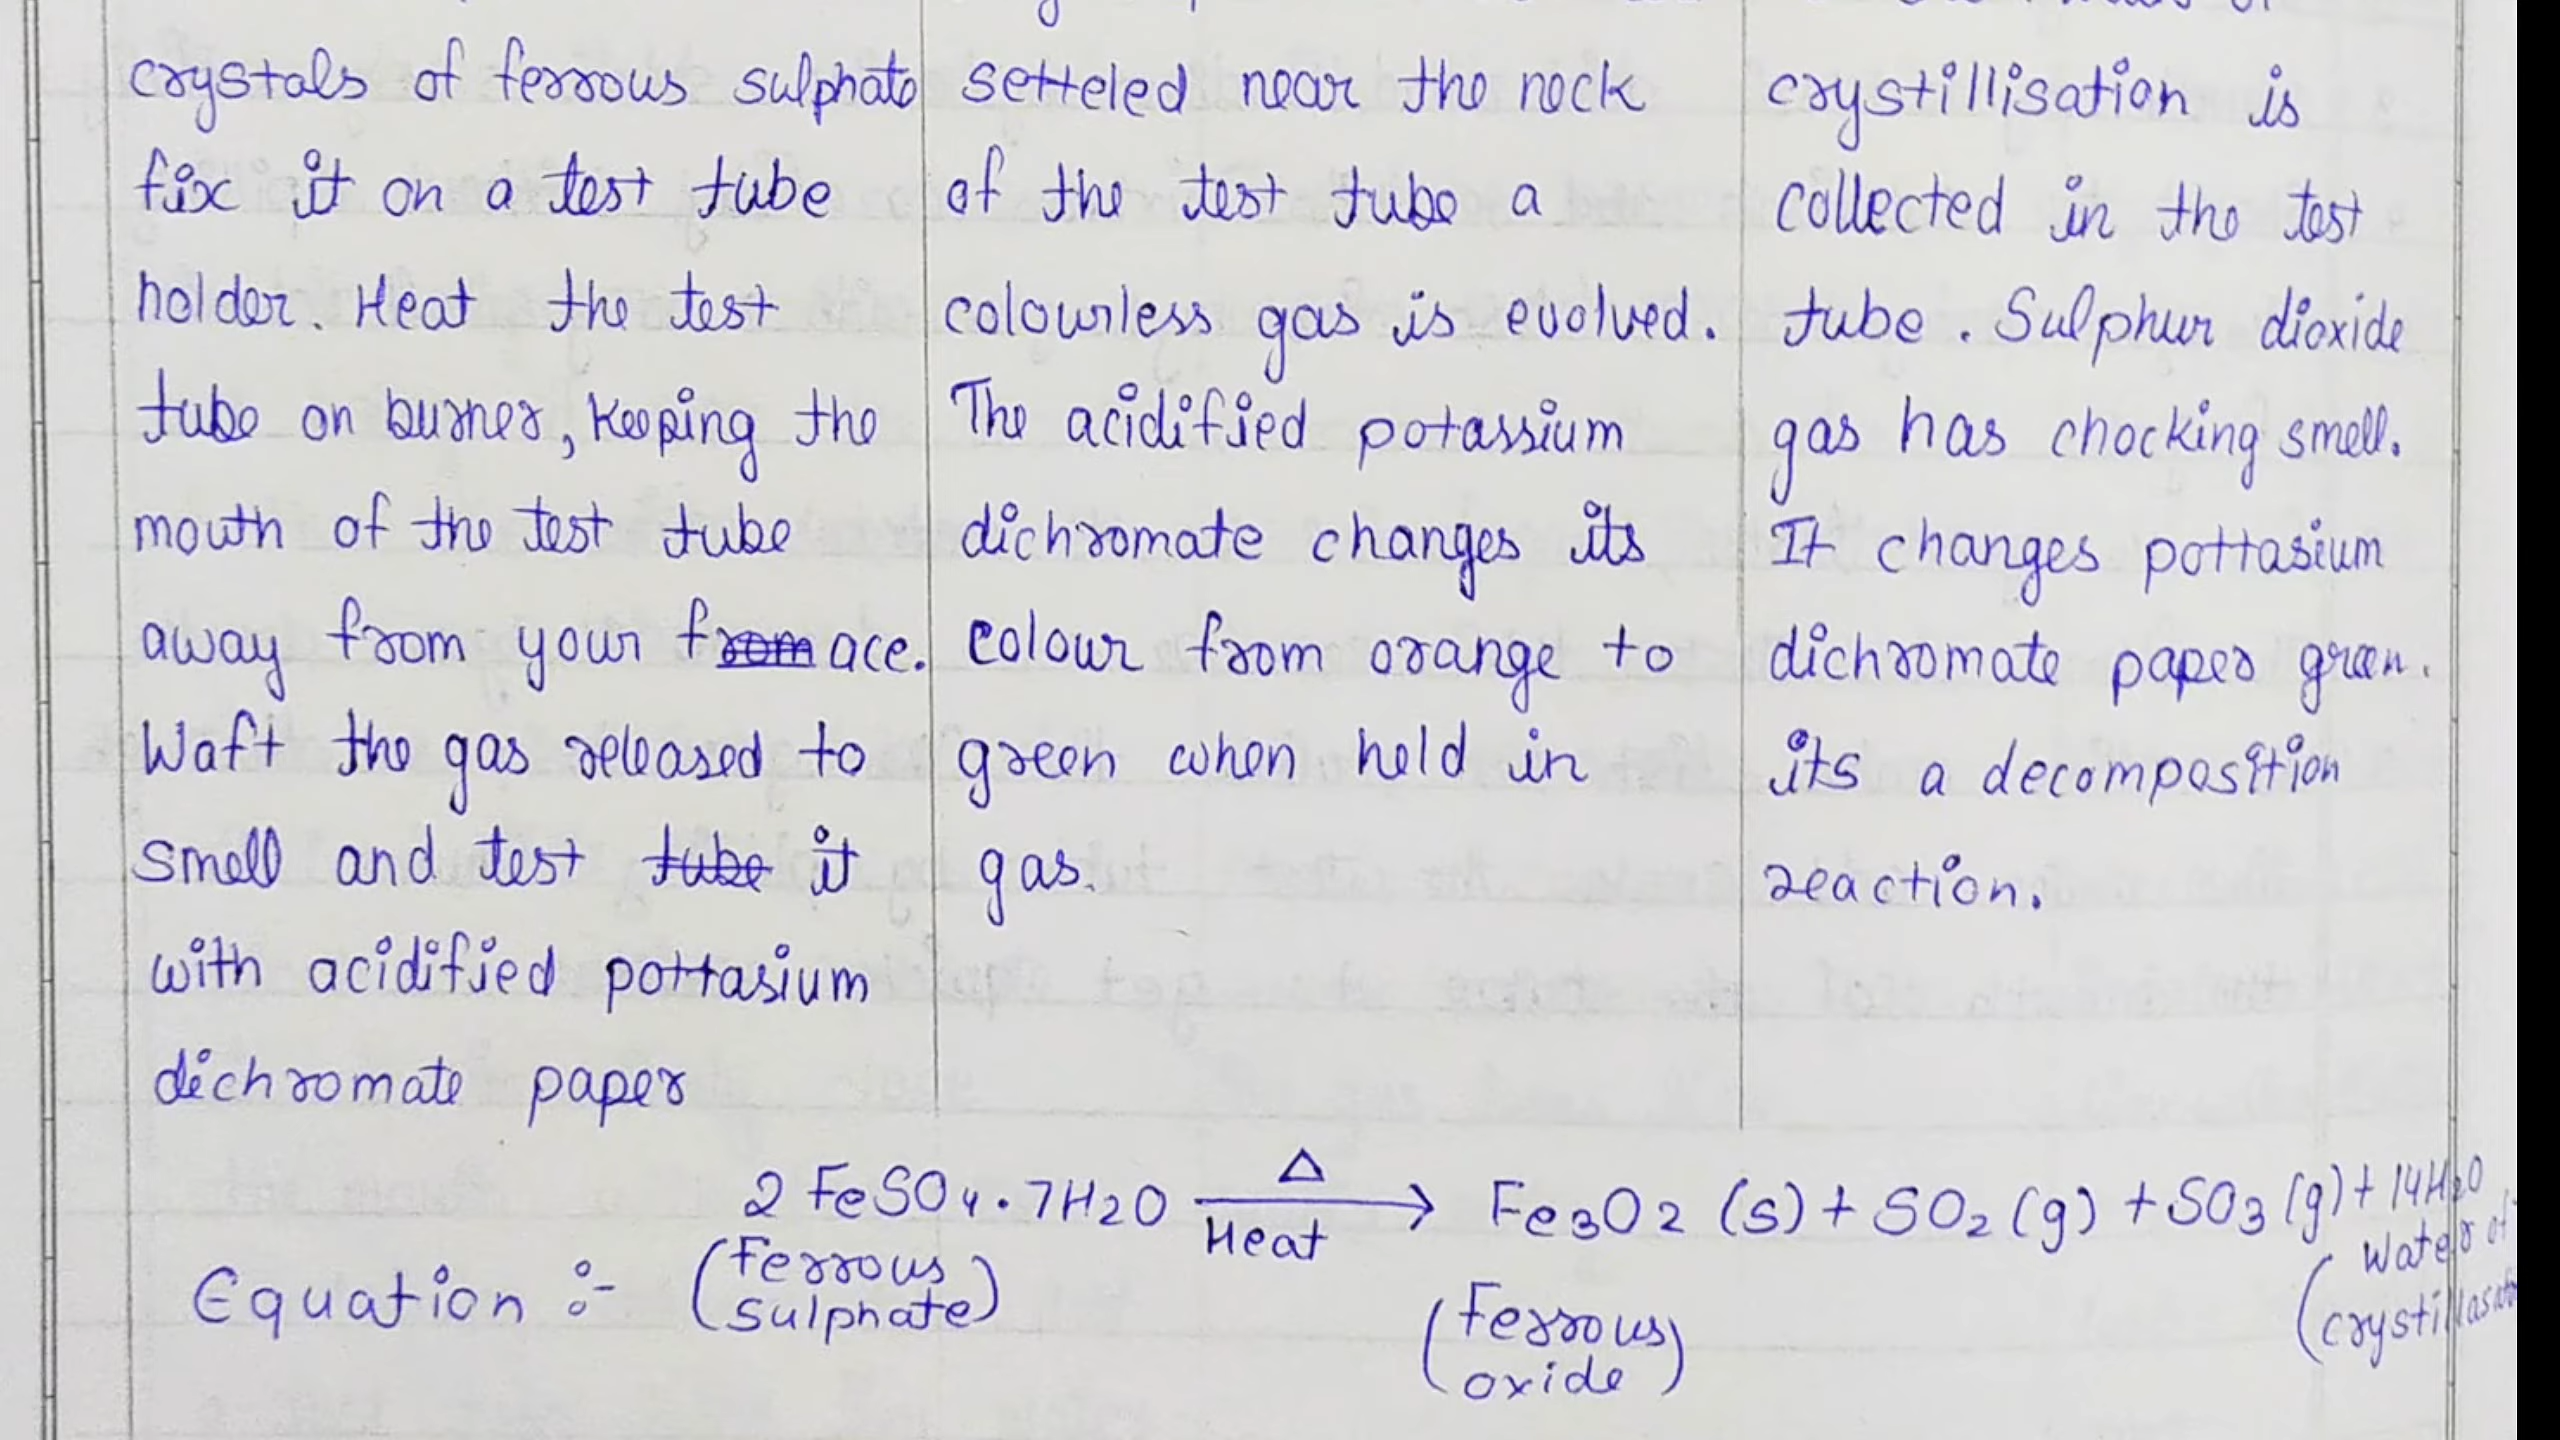 crystals of ferrous sulphate
fix it on a test tube
holder. Heat the test
tube on burner, keeping the
mouth of the test tube
away from your from ace.
Waft the gas released to
smell and test tube it
with acidified pottasium
dichromate paper
setteled near the neck
of the test tube a
colourless gas is evolved.
The acidified potassium
dichromate changes its
colour from orange to
green when held in
gas.
crystillisation is
collected in the test
tube. Sulphur dioxide
gas has chocking smell.
It changes pottasium
dichromate paper green.
its a decomposition
reaction.
2 FeSO4 . 7H2O △ Heat → Fe3O2 (s) + SO2 (g) + SO3 (g) + 14H2O
Equation :- (Ferrous sulphate) (Ferrous oxide) (Water of